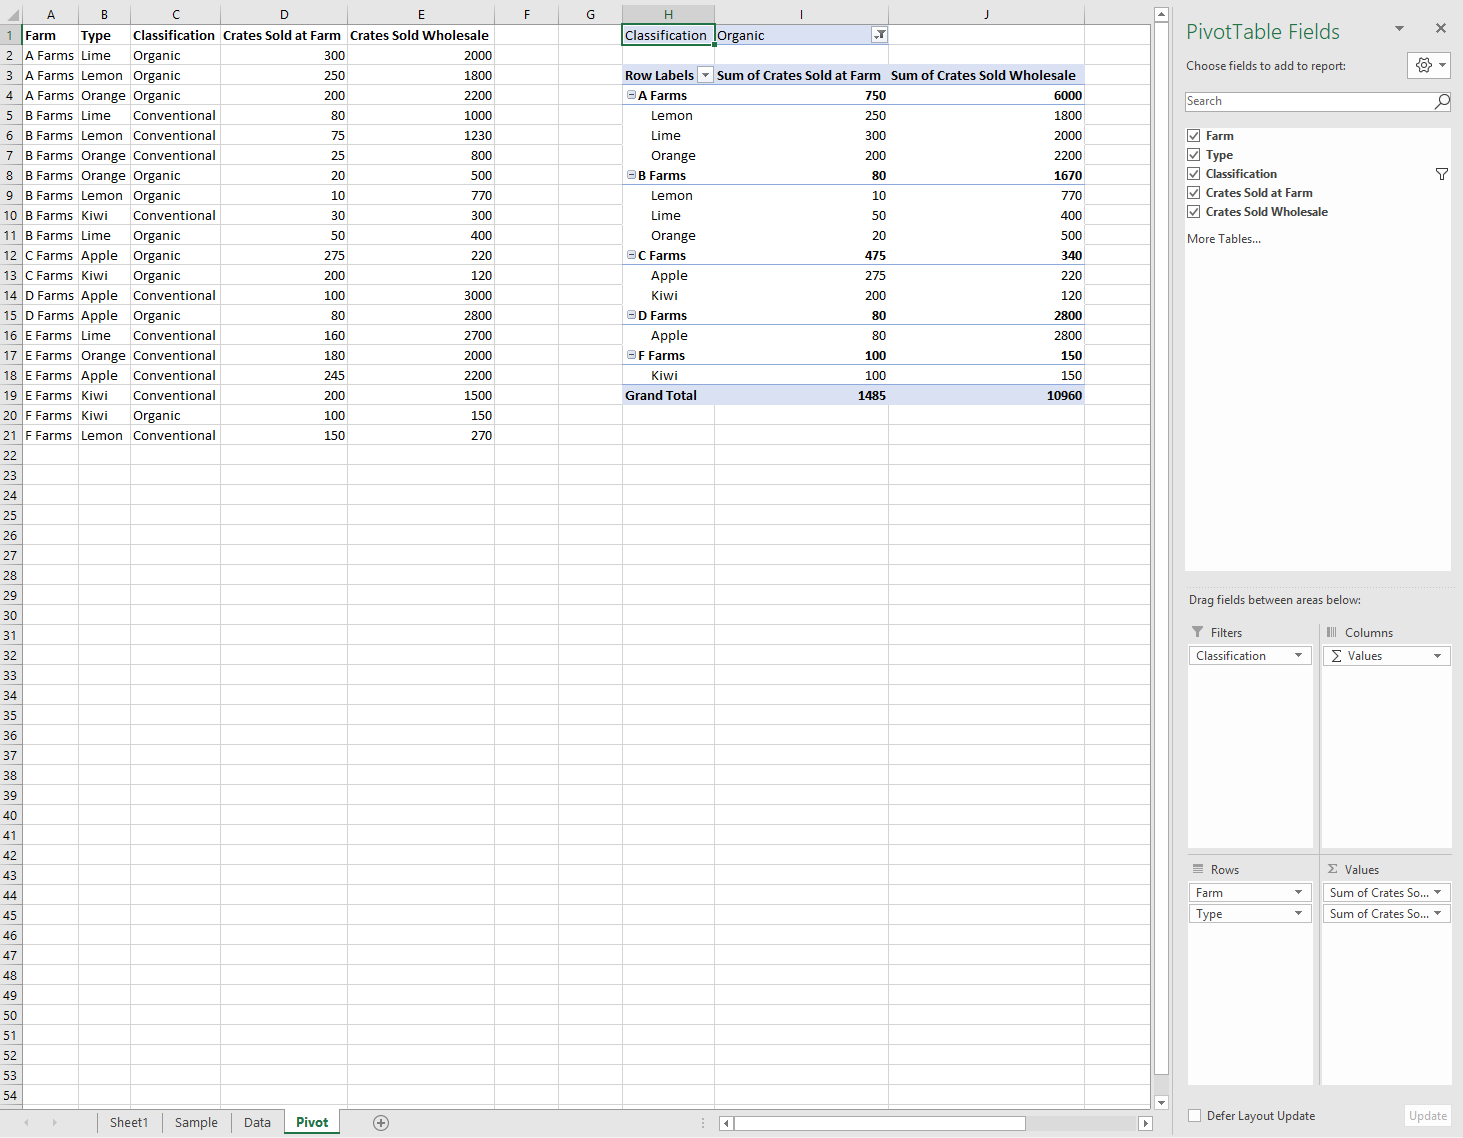 A B C D E F G H I J
1 Farm Type Classification Crates Sold at Farm Crates Sold Wholesale Classification Organic
2 A Farms Lime Organic 300 2000
3 A Farms Lemon Organic 250 1800 Row Labels Sum of Crates Sold at Farm Sum of Crates Sold Wholesale
4 A Farms Orange Organic 200 2200 A Farms 750 6000
5 B Farms Lime Conventional 80 1000 Lemon 250 1800
6 B Farms Lemon Conventional 75 1230 Lime 300 2000
7 B Farms Orange Conventional 25 800 Orange 200 2200
8 B Farms Orange Organic 20 500 B Farms 80 1670
9 B Farms Lemon Organic 10 770 Lemon 10 770
10 B Farms Kiwi Conventional 30 300 Lime 50 400
11 B Farms Lime Organic 50 400 Orange 20 500
12 C Farms Apple Organic 275 220 C Farms 475 340
13 C Farms Kiwi Organic 200 120 Apple 275 220
14 D Farms Apple Conventional 100 3000 Kiwi 200 120
15 D Farms Apple Organic 80 2800 D Farms 80 2800
16 E Farms Lime Conventional 160 2700 Apple 80 2800
17 E Farms Orange Conventional 180 2000 F Farms 100 150
18 E Farms Apple Conventional 245 2200 Kiwi 100 150
19 E Farms Kiwi Conventional 200 1500 Grand Total 1485 10960
20 F Farms Kiwi Organic 100 150
21 F Farms Lemon Conventional 150 270
22
23
24
25
26
27
28
29
30
31
32
33
34
35
36
37
38
39
40
41
42
43
44
45
46
47
48
49
50
51
52
53
54
Sheet1 Sample Data Pivot
PivotTable Fields
Choose fields to add to report:
Search
Farm
Type
Classification
Crates Sold at Farm
Crates Sold Wholesale
More Tables...
Drag fields between areas below:
Filters Columns
Classification Σ Values
Rows Σ Values
Farm Sum of Crates So...
Type Sum of Crates So...
Defer Layout Update Update